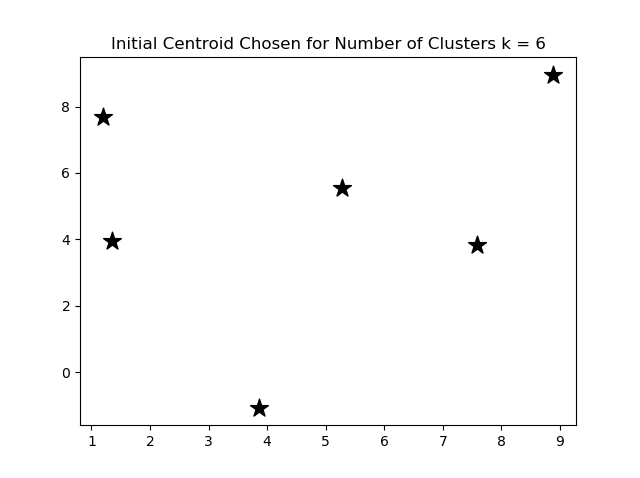 Initial Centroid Chosen for Number of Clusters k = 6
8
6
4
2
0
1 2 3 4 5 6 7 8 9